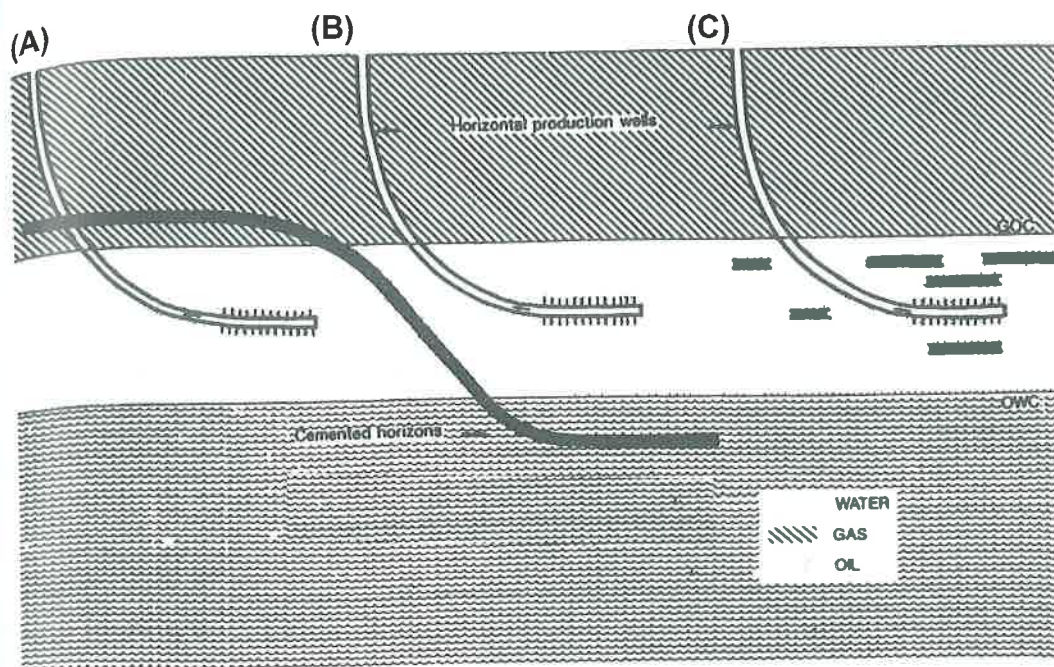 (A)
(B)
(C)
Horizontal production wells
GOC
OWC
Cemented horizons
WATER
GAS
OIL